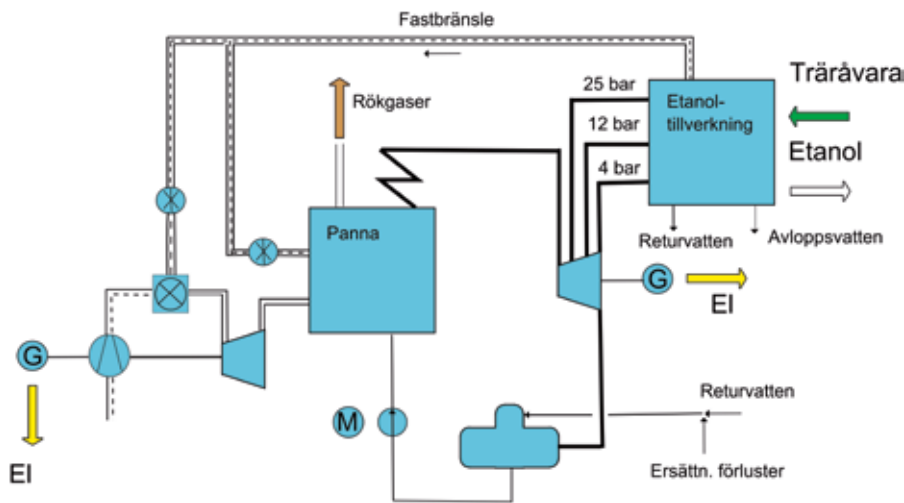 Fastbränsle
Träråvara
25 bar
Etanol-
tillverkning
Rökgaser
12 bar
Etanol
4 bar
Panna
Returvatten
Avloppsvatten
G
El
G
Returvatten
M
El
Ersättn. förluster